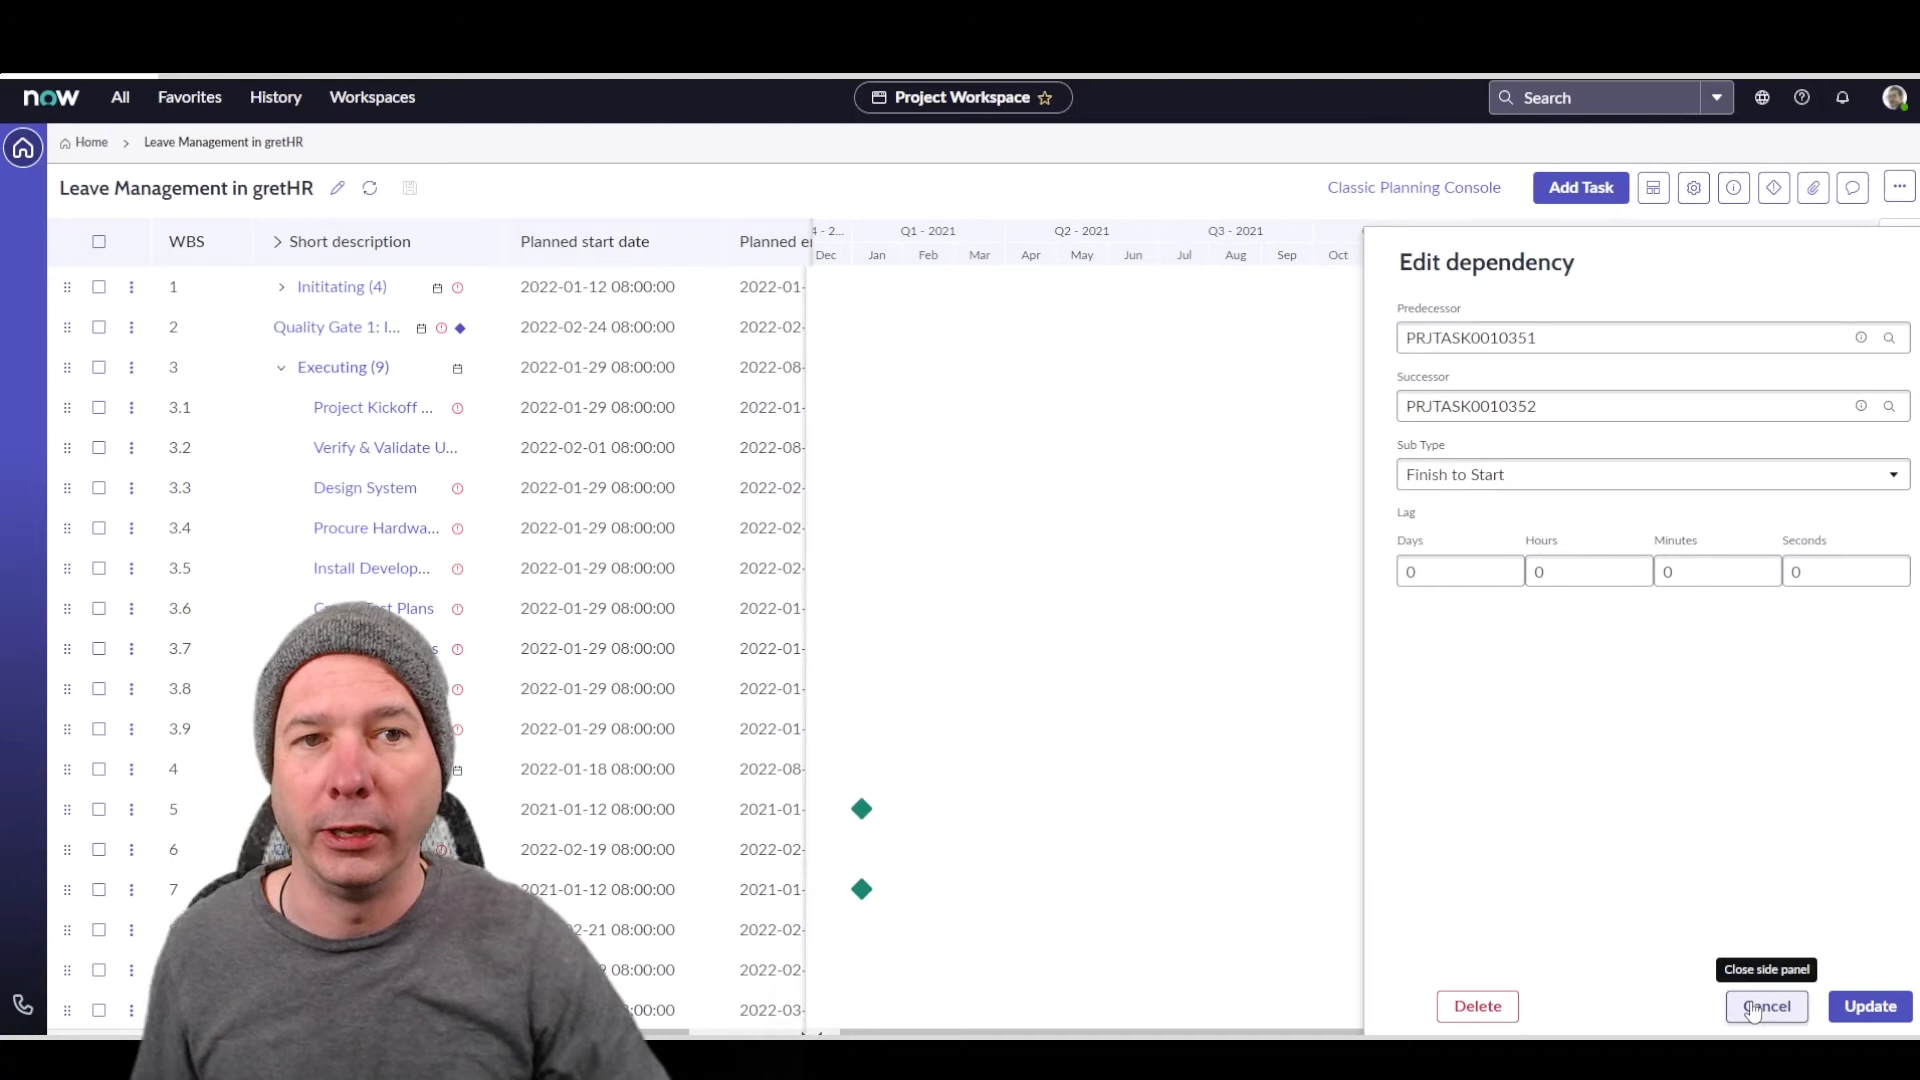 now All Favorites History Workspaces Project Workspace Search
Home > Leave Management in gretHR
Leave Management in gretHR Classic Planning Console Add Task
WBS Short description Planned start date Planned
Q1 - 2021 Q2 - 2021 Q3 - 2021
Dec Jan Feb Mar Apr May Jun Jul Aug Sep Oct
1 Inititating (4) 2022-01-12 08:00:00 2022-01-
2 Quality Gate 1: I... 2022-02-24 08:00:00 2022-02-
3 Executing (9) 2022-01-29 08:00:00 2022-08-
3.1 Project Kickoff ... 2022-01-29 08:00:00 2022-01-
3.2 Verify & Validate U... 2022-02-01 08:00:00 2022-08-
3.3 Design System 2022-01-29 08:00:00 2022-02-
3.4 Procure Hardwa... 2022-01-29 08:00:00 2022-02-
3.5 Install Develop... 2022-01-29 08:00:00 2022-02-
3.6 Plans 2022-01-29 08:00:00 2022-01-
3.7 s 2022-01-29 08:00:00 2022-01-
3.8 2022-01-29 08:00:00 2022-01-
3.9 2022-01-29 08:00:00 2022-01-
4 2022-01-18 08:00:00 2022-08-
5 2021-01-12 08:00:00 2021-01-
6 2022-02-19 08:00:00 2022-02-
7 2021-01-12 08:00:00 2021-01-
02-21 08:00:00 2022-02-
08:00:00 2022-02-
00:00 2022-03-
Edit dependency
Predecessor
PRJTASK0010351
Successor
PRJTASK0010352
Sub Type
Finish to Start
Lag
Days Hours Minutes Seconds
0 0 0 0
Close side panel
Delete Cancel Update